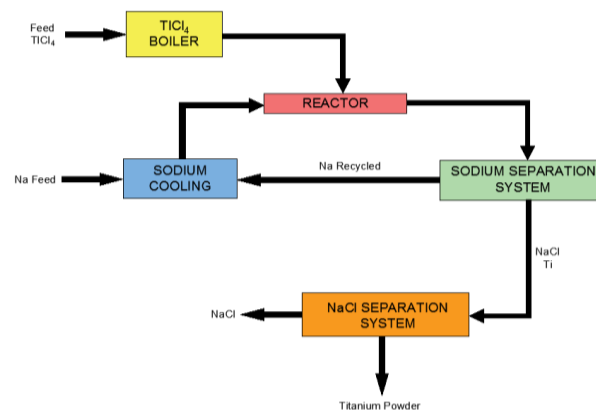 Feed
TICl₄
TICl₄
BOILER
REACTOR
Na Feed
SODIUM
COOLING
Na Recycled
SODIUM SEPARATION
SYSTEM
NaCl
Ti
NaCl
NaCl SEPARATION
SYSTEM
Titanium Powder